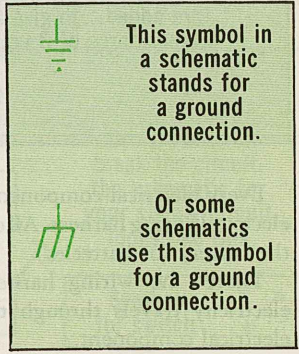 This symbol in
a schematic
stands for
a ground
connection.
Or some
schematics
use this symbol
for a ground
connection.